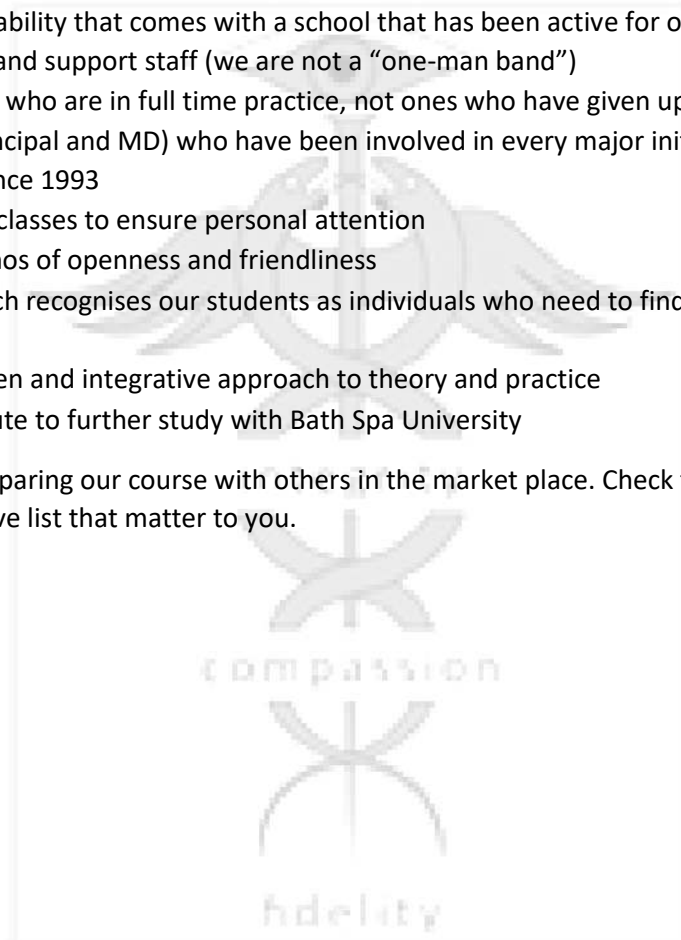 ability that comes with a school that has been active for o
and support staff (we are not a “one-man band”)
who are in full time practice, not ones who have given up
ncipal and MD) who have been involved in every major init
nce 1993
classes to ensure personal attention
nos of openness and friendliness
ch recognises our students as individuals who need to find
en and integrative approach to theory and practice
ute to further study with Bath Spa University
paring our course with others in the market place. Check
ve list that matter to you.
compassion
fidelity